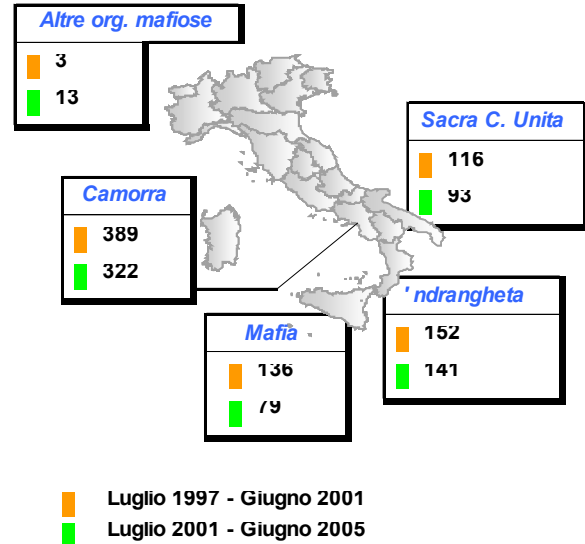 Altre org. mafiose
3
13
Sacra C. Unita
116
93
Camorra
389
322
' ndrangheta
152
141
Mafia
136
79
Luglio 1997 - Giugno 2001
Luglio 2001 - Giugno 2005